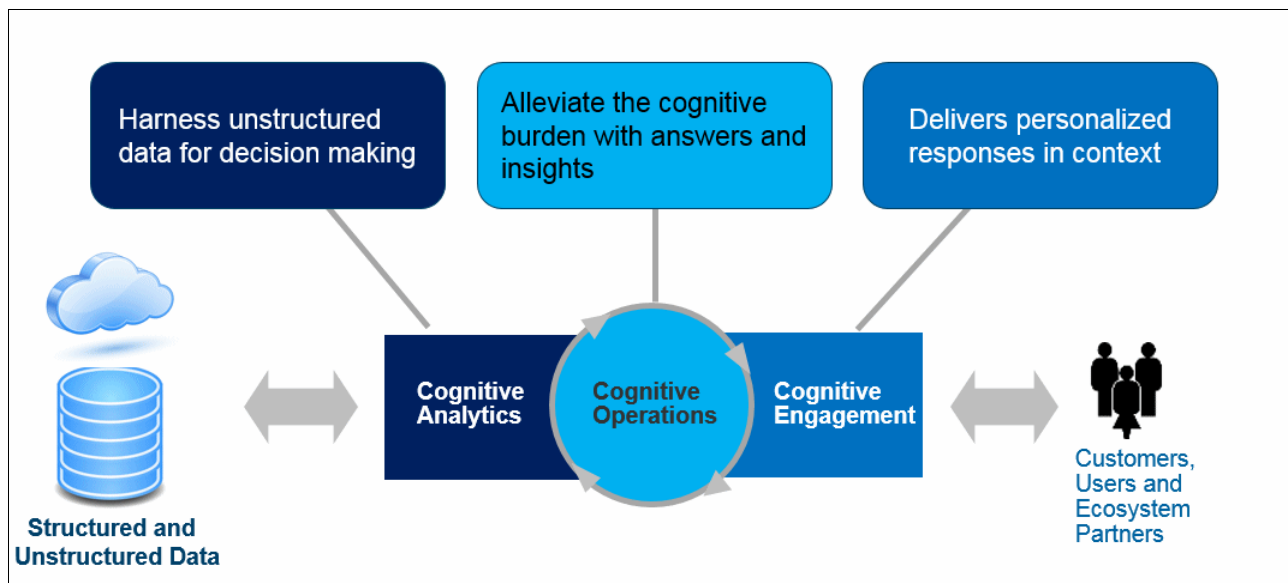 Harness unstructured
data for decision making
Alleviate the cognitive
burden with answers and
insights
Delivers personalized
responses in context
Cognitive
Analytics
Cognitive
Operations
Cognitive
Engagement
Structured and
Unstructured Data
Customers,
Users and
Ecosystem
Partners